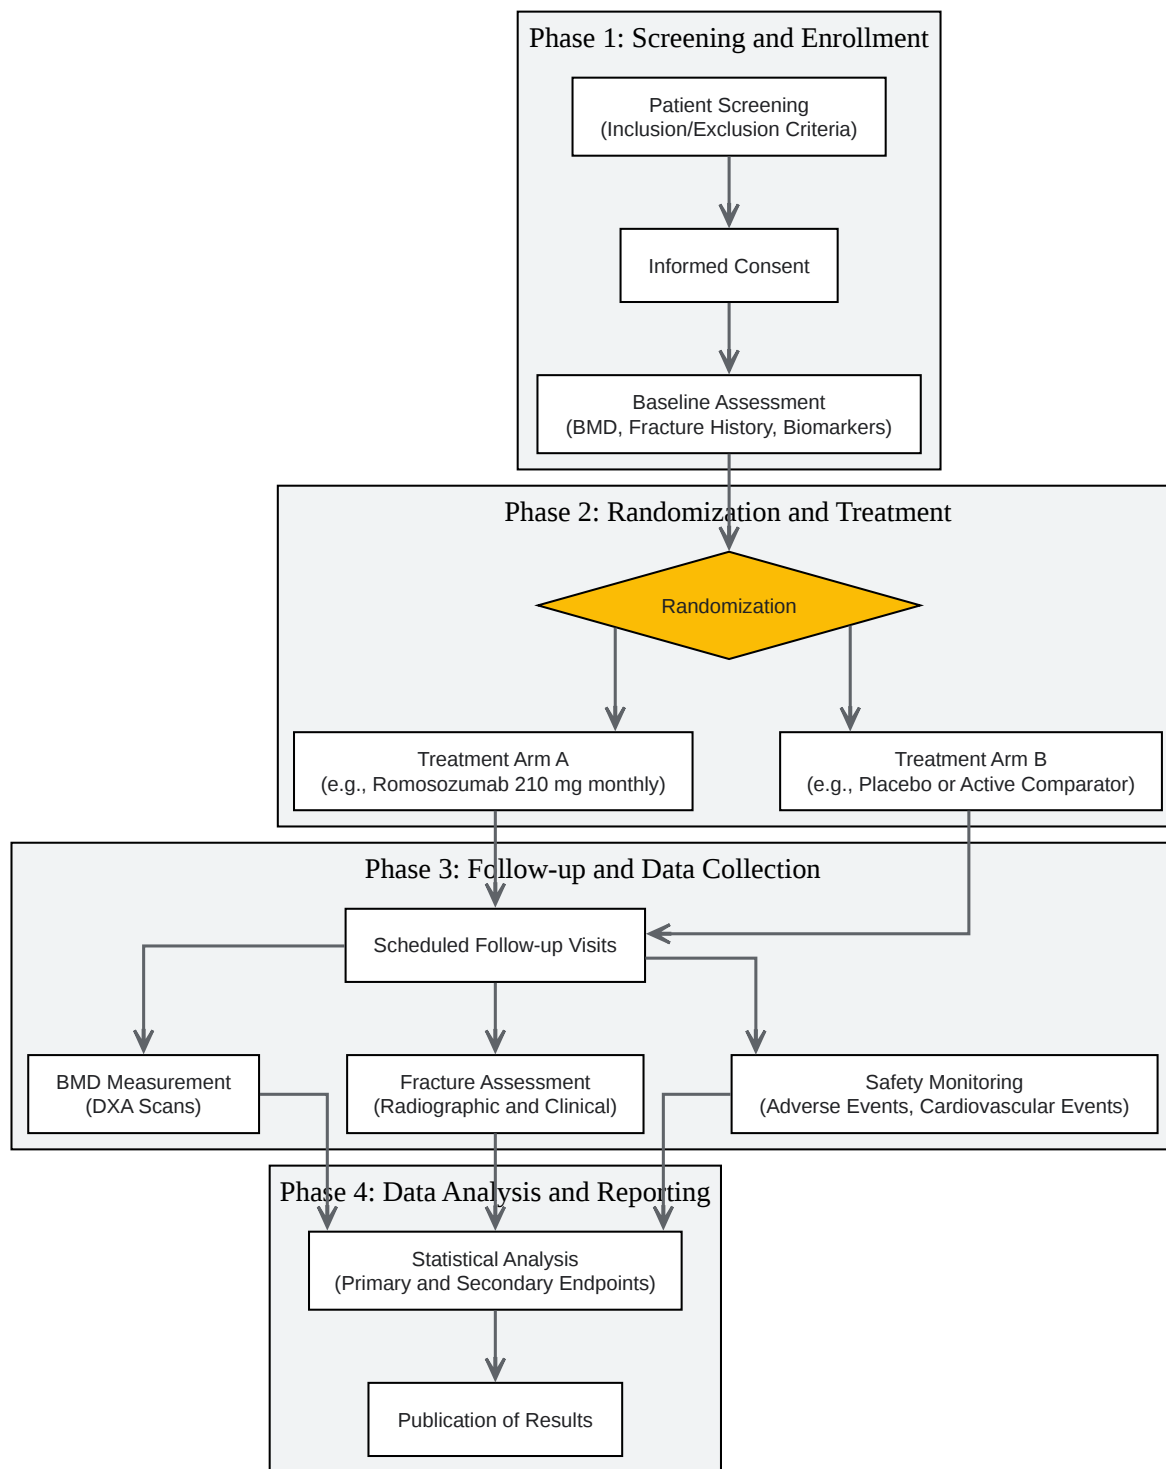 Phase 1: Screening and Enrollment
Patient Screening
(Inclusion/Exclusion Criteria)
Informed Consent
Baseline Assessment
(BMD, Fracture History, Biomarkers)
Phase 2: Randomization and Treatment
Randomization
Treatment Arm A
(e.g., Romosozumab 210 mg monthly)
Treatment Arm B
(e.g., Placebo or Active Comparator)
Phase 3: Follow-up and Data Collection
Scheduled Follow-up Visits
BMD Measurement
(DXA Scans)
Fracture Assessment
(Radiographic and Clinical)
Safety Monitoring
(Adverse Events, Cardiovascular Events)
Phase 4: Data Analysis and Reporting
Statistical Analysis
(Primary and Secondary Endpoints)
Publication of Results